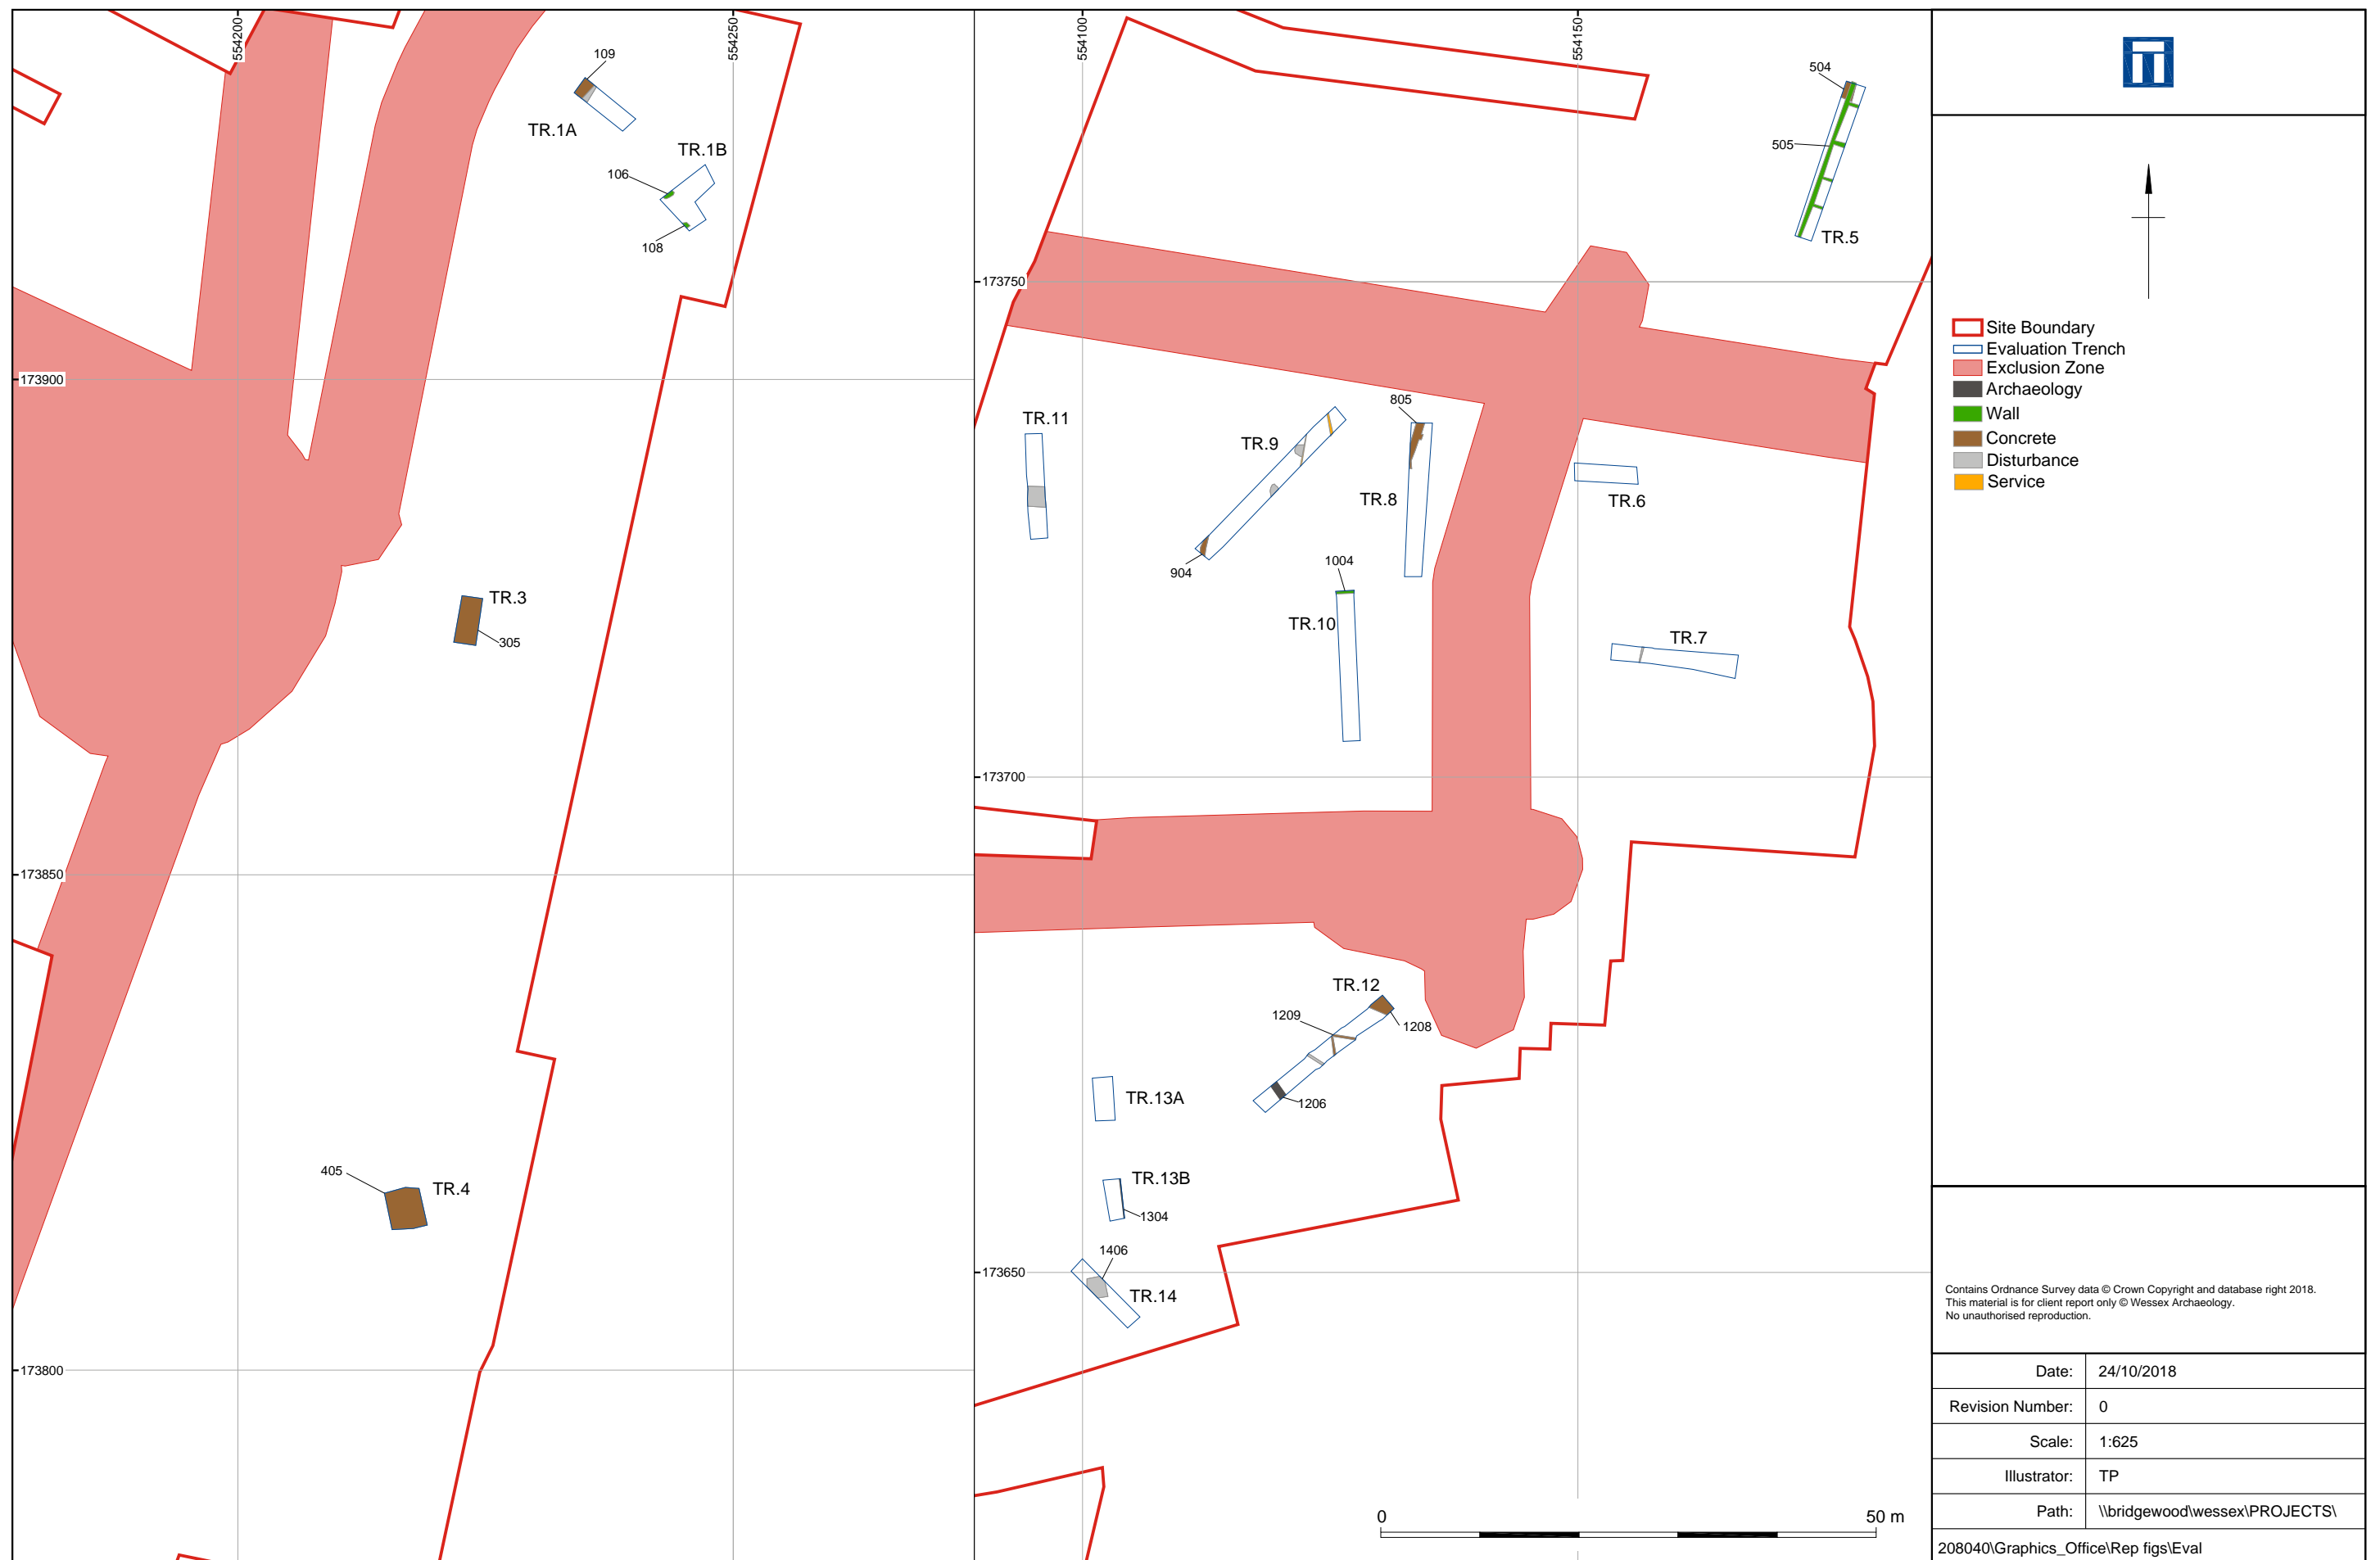 554200
554250
109
TR.1A
TR.1B
106
108
173900
TR.3
305
173850
405
TR.4
173800
554100
554150
504
505
TR.5
173750
805
TR.11
TR.9
TR.8
TR.6
904
1004
TR.10
TR.7
173700
TR.12
1209
1208
TR.13A
1206
TR.13B
1304
173650
1406
TR.14
0 50 m
Site Boundary
Evaluation Trench
Exclusion Zone
Archaeology
Wall
Concrete
Disturbance
Service
Contains Ordnance Survey data © Crown Copyright and database right 2018.
This material is for client report only © Wessex Archaeology.
No unauthorised reproduction.
Date: 24/10/2018
Revision Number: 0
Scale: 1:625
Illustrator: TP
Path: \\bridgewood\wessex\PROJECTS\
208040\Graphics_Office\Rep figs\Eval